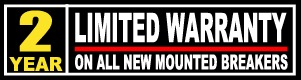 2
YEAR
LIMITED WARRANTY
ON ALL NEW MOUNTED BREAKERS